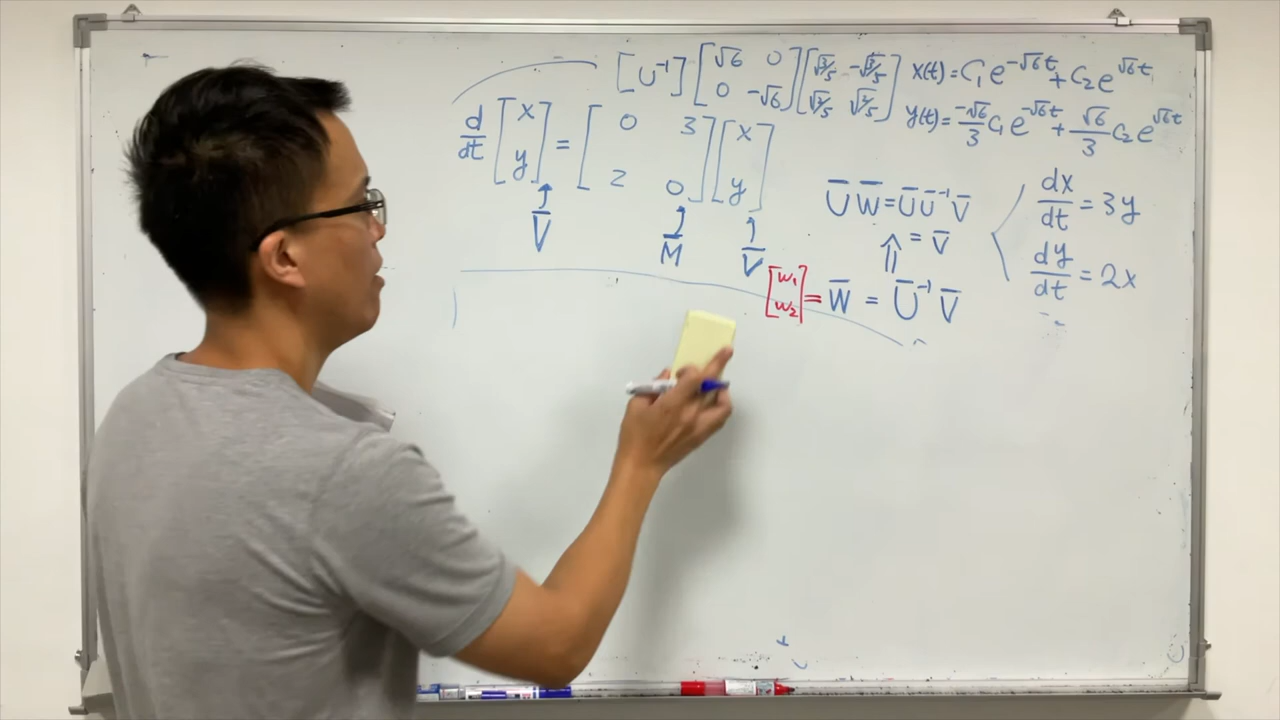 [U⁻¹] [√6 0; 0 -√6] [√(3/5) -√(3/5); √(2/5) √(2/5)]
x(t)=C₁e^(-√6t)+C₂e^(√6t)
y(t)=(-√6/3)C₁e^(-√6t)+(√6/3)C₂e^(√6t)
d/dt [x; y] = [0 3; 2 0] [x; y]
V̅ M̅ V̅
U̅ W̅=U̅ U̅⁻¹V̅
= V̅
[w₁; w₂] = W̅ = U̅⁻¹ V̅
dx/dt = 3y
dy/dt = 2x